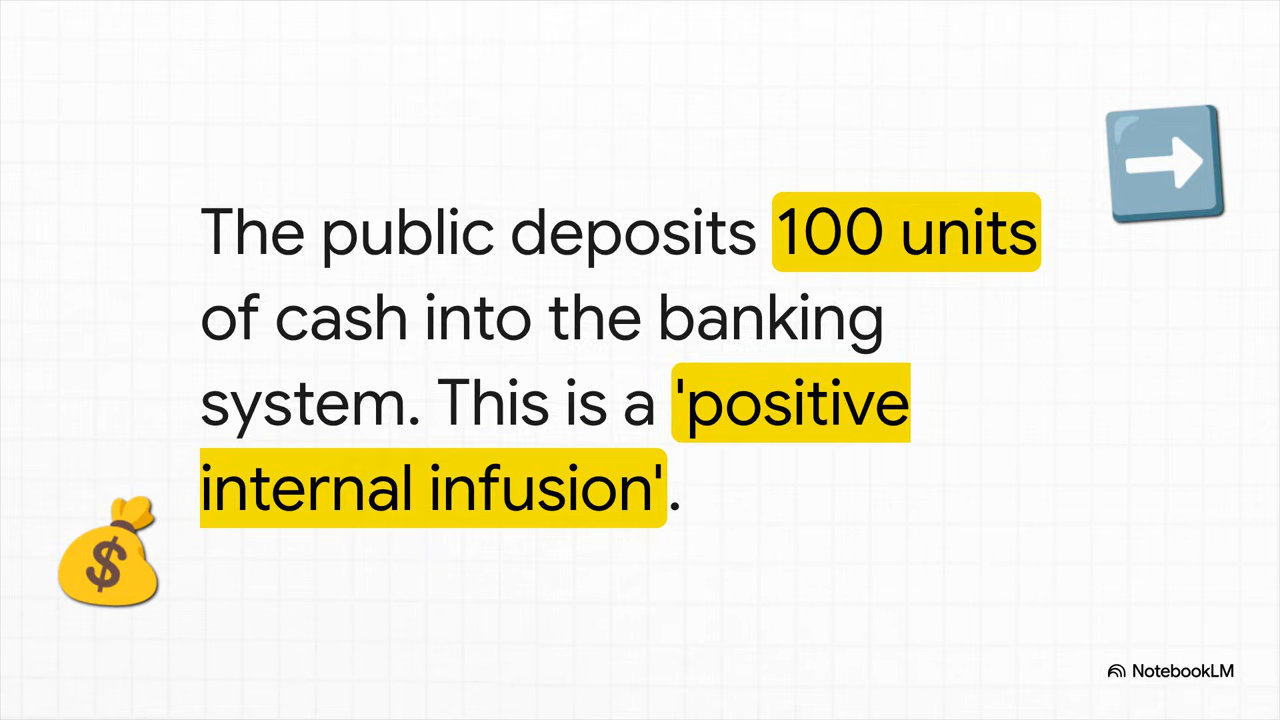 The public deposits 100 units
of cash into the banking
system. This is a 'positive
internal infusion'.
$
NotebookLM